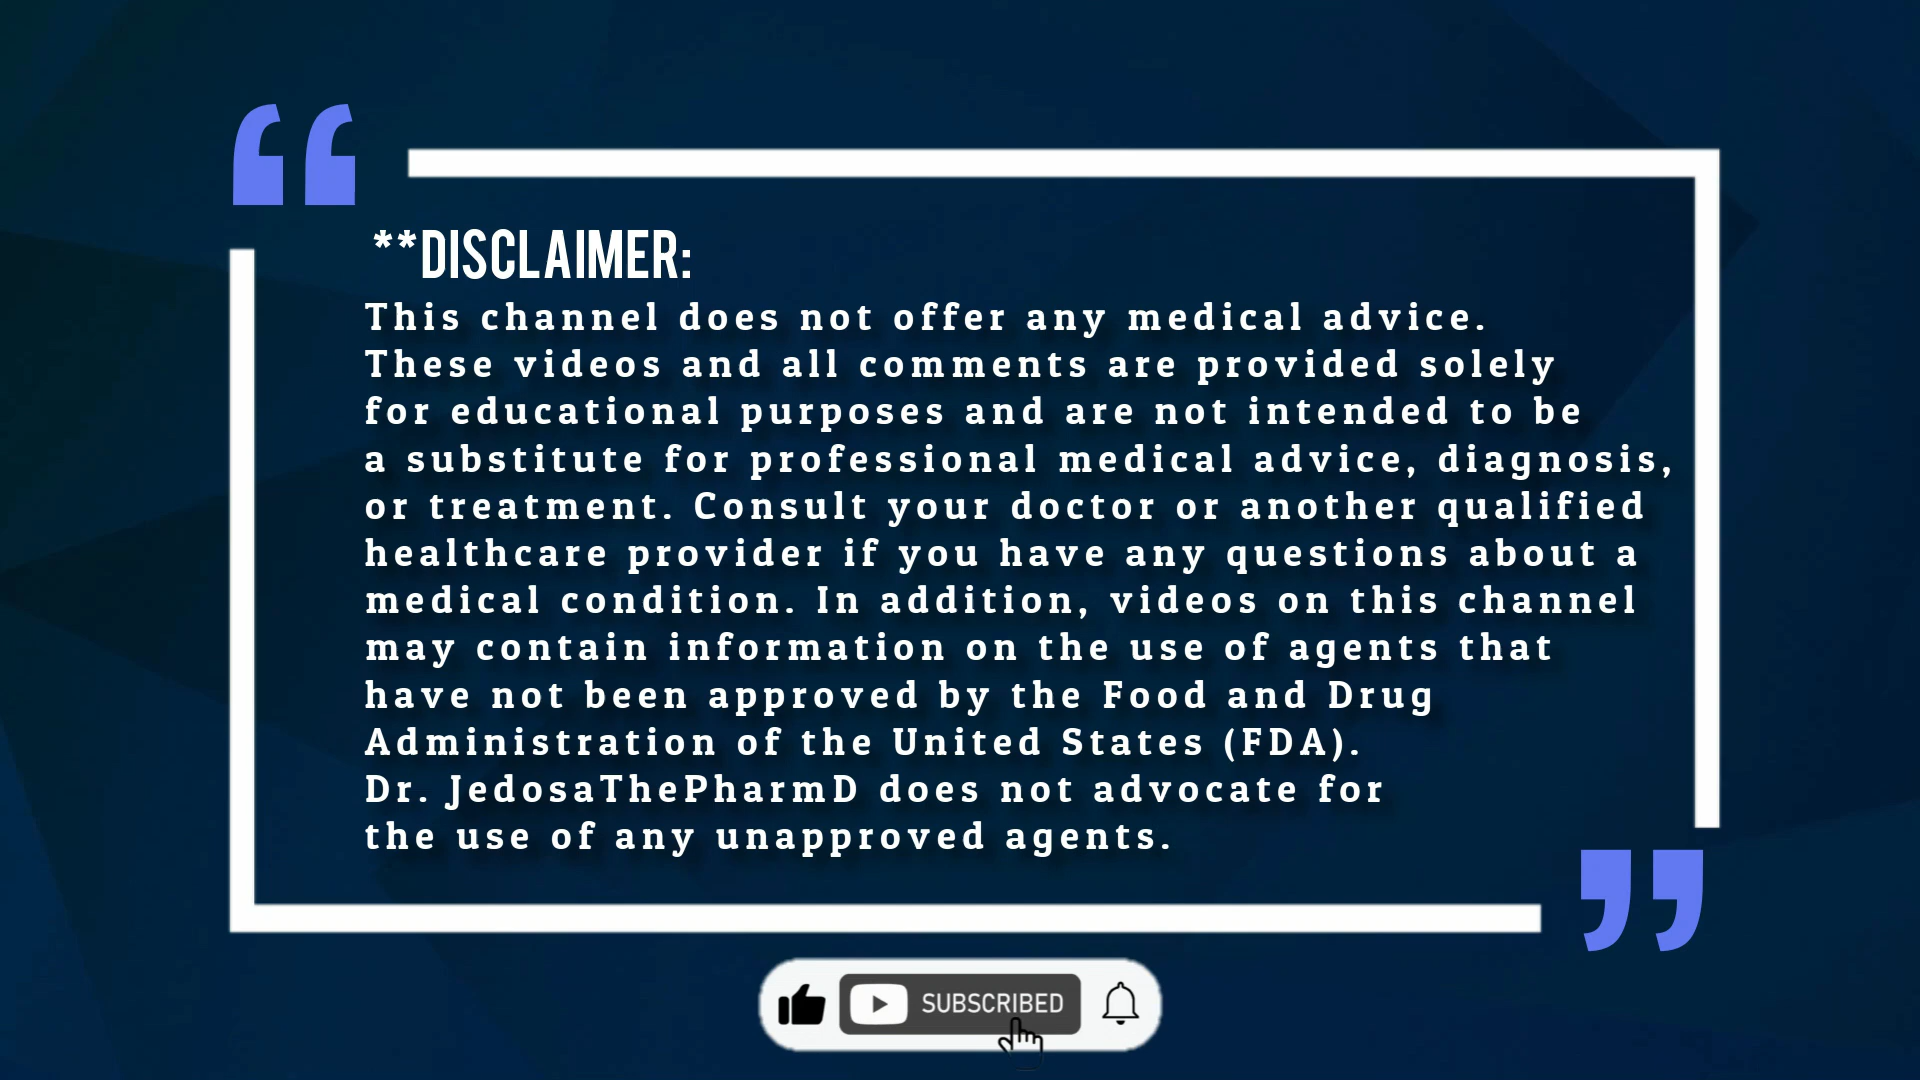 **DISCLAIMER:
This channel does not offer any medical advice.
These videos and all comments are provided solely
for educational purposes and are not intended to be
a substitute for professional medical advice, diagnosis,
or treatment. Consult your doctor or another qualified
healthcare provider if you have any questions about a
medical condition. In addition, videos on this channel
may contain information on the use of agents that
have not been approved by the Food and Drug
Administration of the United States (FDA).
Dr. JedosaThePharmD does not advocate for
the use of any unapproved agents.
SUBSCRIBED